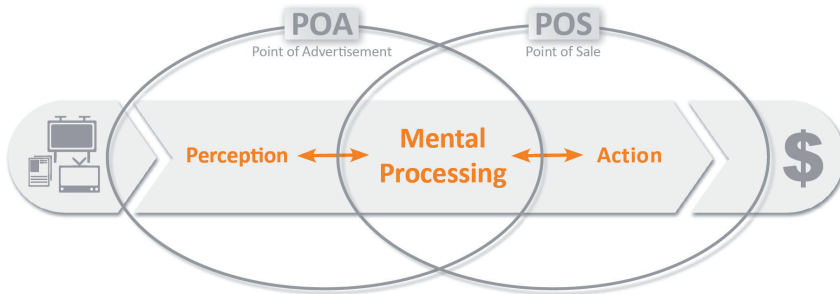 POA
Point of Advertisement
POS
Point of Sale
Perception
Mental
Processing
Action
$